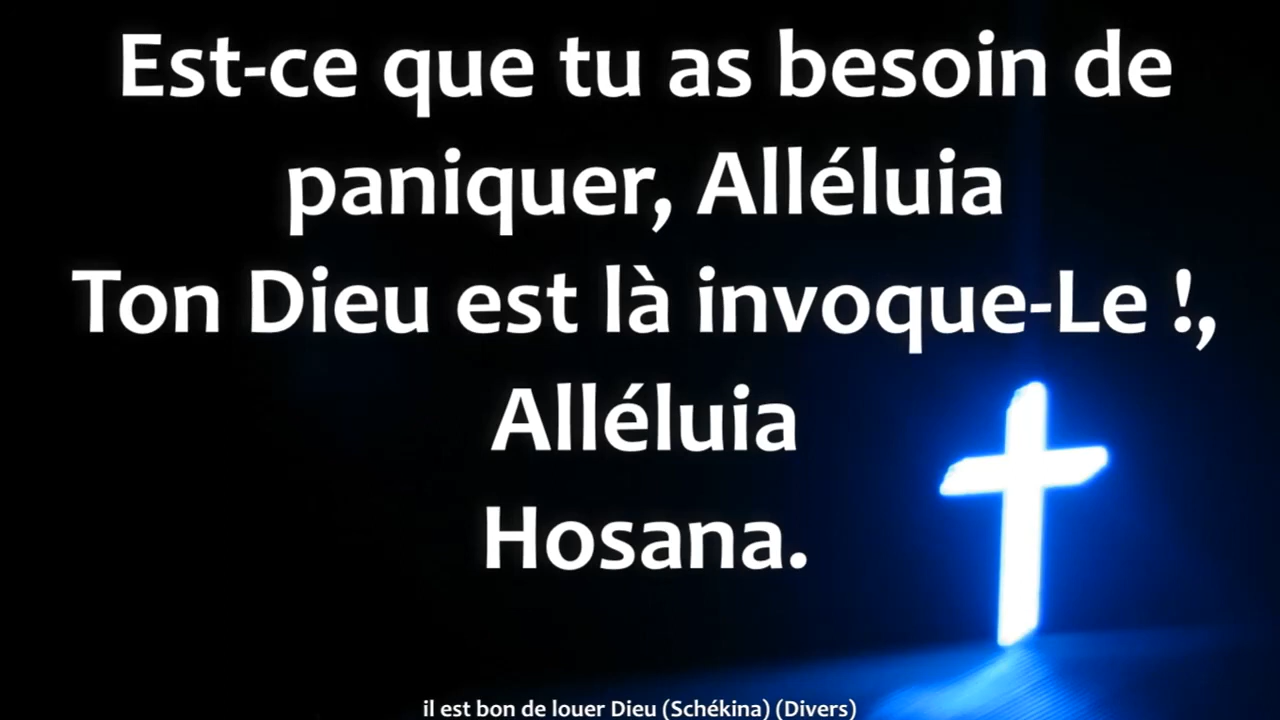 Est-ce que tu as besoin de
paniquer, Alléluia
Ton Dieu est là invoque-Le !,
Alléluia
Hosana.
il est bon de louer Dieu (Schékina) (Divers)